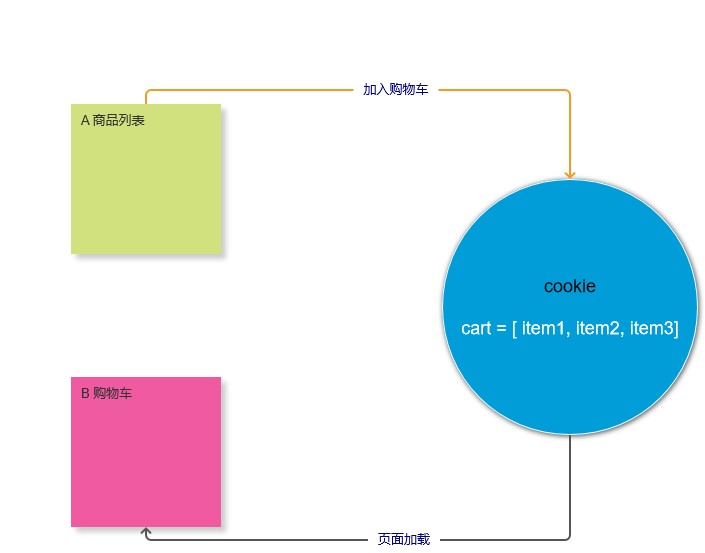 加入购物车
A 商品列表
cookie
cart = [ item1, item2, item3]
B 购物车
页面加载